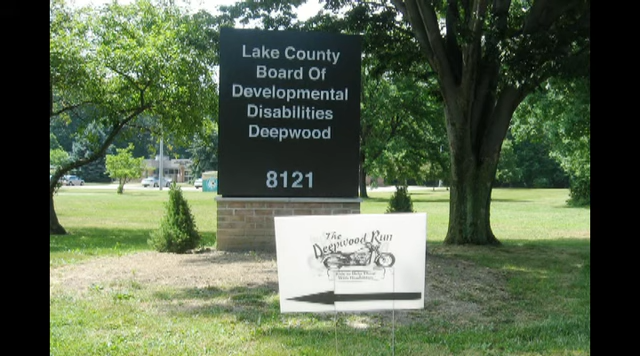 Lake County
Board Of
Developmental
Disabilities
Deepwood
8121
The
Deepwood Run